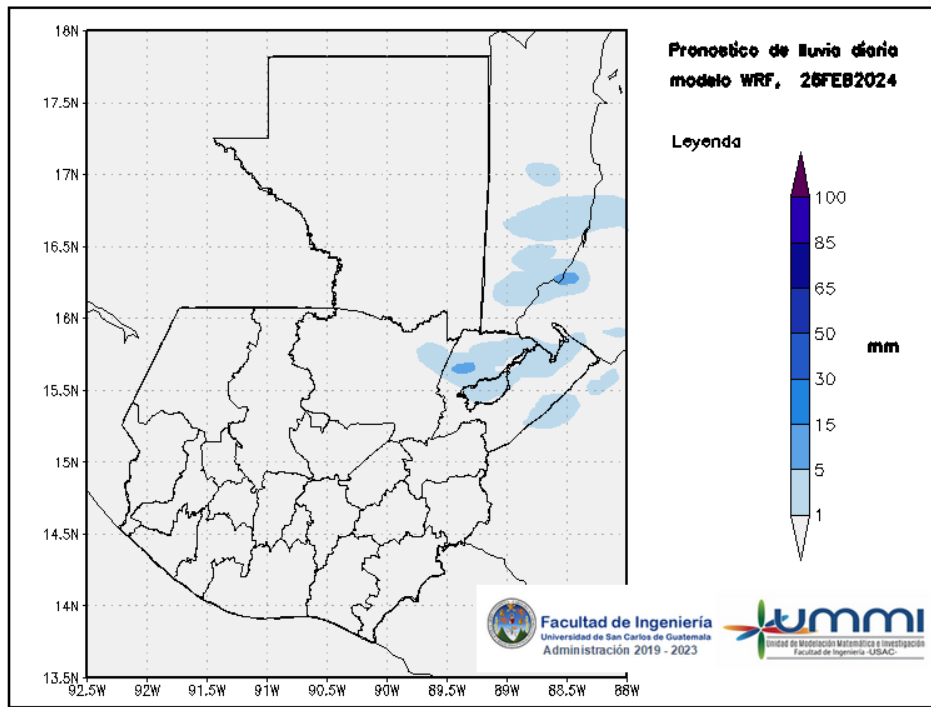 Pronostico de lluvia diaria
modelo WRF, 26FEB2024
Leyenda
100
85
65
50
30
15
5
1
mm
18N
17.5N
17N
16.5N
16N
15.5N
15N
14.5N
14N
13.5N
92.5W
92W
91.5W
91W
90.5W
90W
89.5W
89W
88.5W
88W
Facultad de Ingeniería
Universidad de San Carlos de Guatemala
Administración 2019 - 2023
UMMI
Unidad de Modelación Matemática e Investigación
Facultad de Ingeniería -USAC-